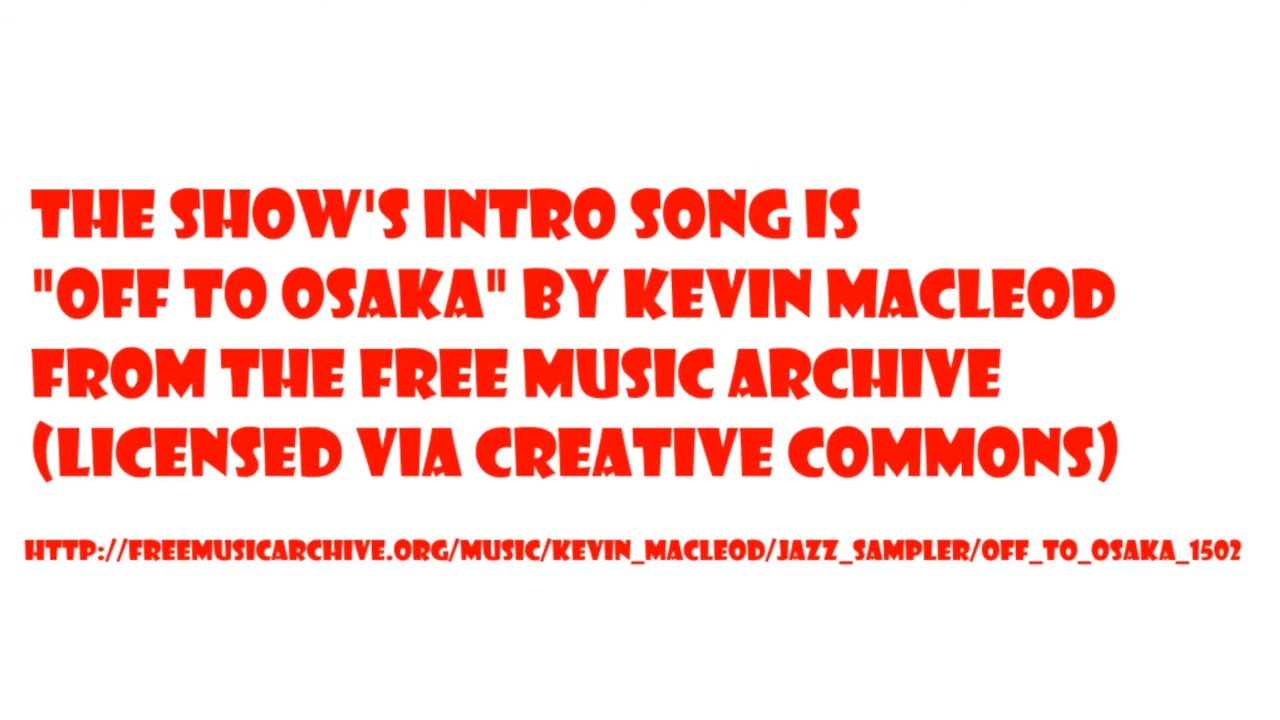 THE SHOW'S INTRO SONG IS
"OFF TO OSAKA" BY KEVIN MACLEOD
FROM THE FREE MUSIC ARCHIVE
(LICENSED VIA CREATIVE COMMONS)
HTTP://FREEMUSICARCHIVE.ORG/MUSIC/KEVIN_MACLEOD/JAZZ_SAMPLER/OFF_TO_OSAKA_1502